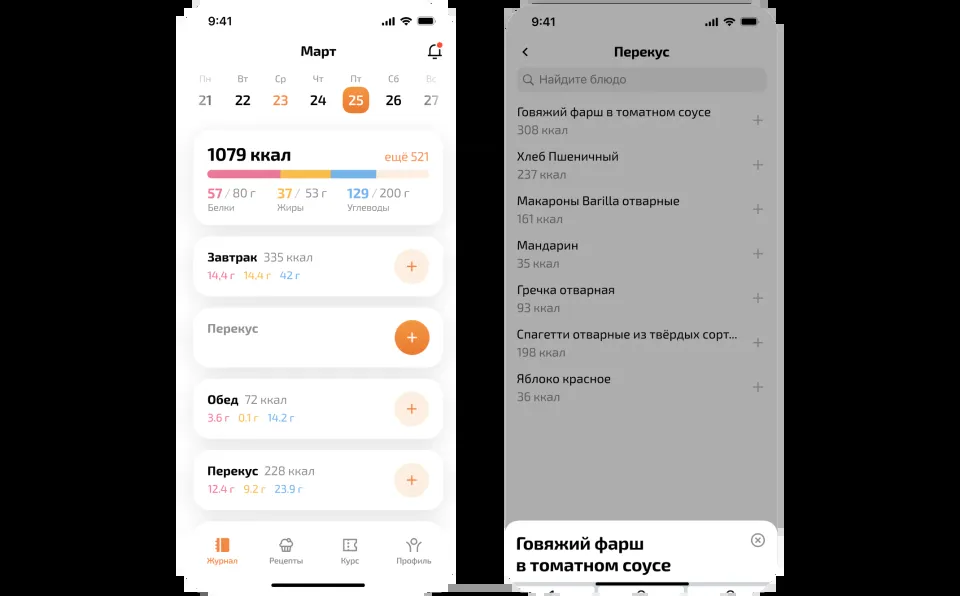 9:41
Март
Пн Вт Ср Чт Пт Сб Вс
21 22 23 24 25 26 27
1079 ккал
ещё 521
57 / 80 г 37 / 53 г 129 / 200 г
Белки Жиры Углеводы
Завтрак 335 ккал
14,4 г 14,4 г 42 г
Перекус
Обед 72 ккал
3.6 г 0.1 г 14.2 г
Перекус 228 ккал
12.4 г 9.2 г 23.9 г
Журнал Рецепты Курс Профиль
9:41
Перекус
Найдите блюдо
Говяжий фарш в томатном соусе
308 ккал
Хлеб Пшеничный
237 ккал
Макароны Barilla отварные
161 ккал
Мандарин
35 ккал
Гречка отварная
93 ккал
Спагетти отварные из твёрдых сорт...
198 ккал
Яблоко красное
36 ккал
Говяжий фарш
в томатном соусе